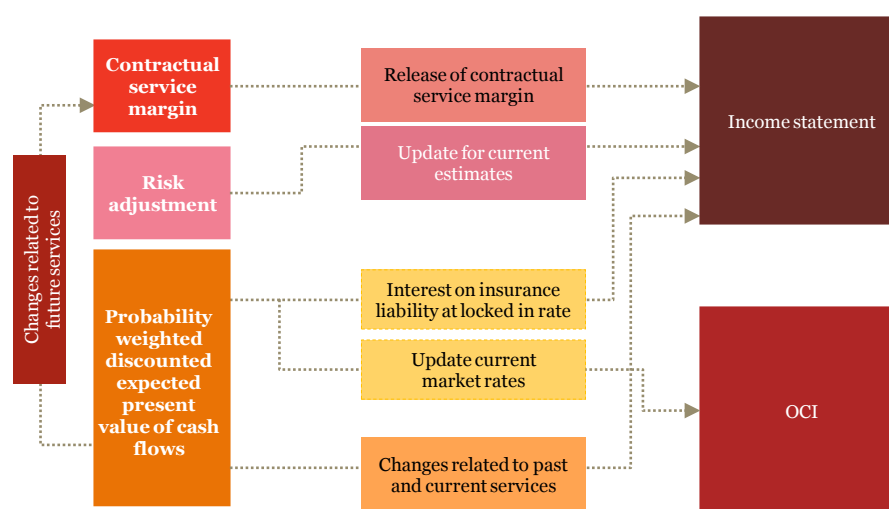 Contractual
service
margin
Release of contractual
service margin
Income statement
Risk
adjustment
Update for current
estimates
Changes related to
future services
Probability
weighted
discounted
expected
present
value of cash
flows
Interest on insurance
liability at locked in rate
Update current
market rates
OCI
Changes related to past
and current services